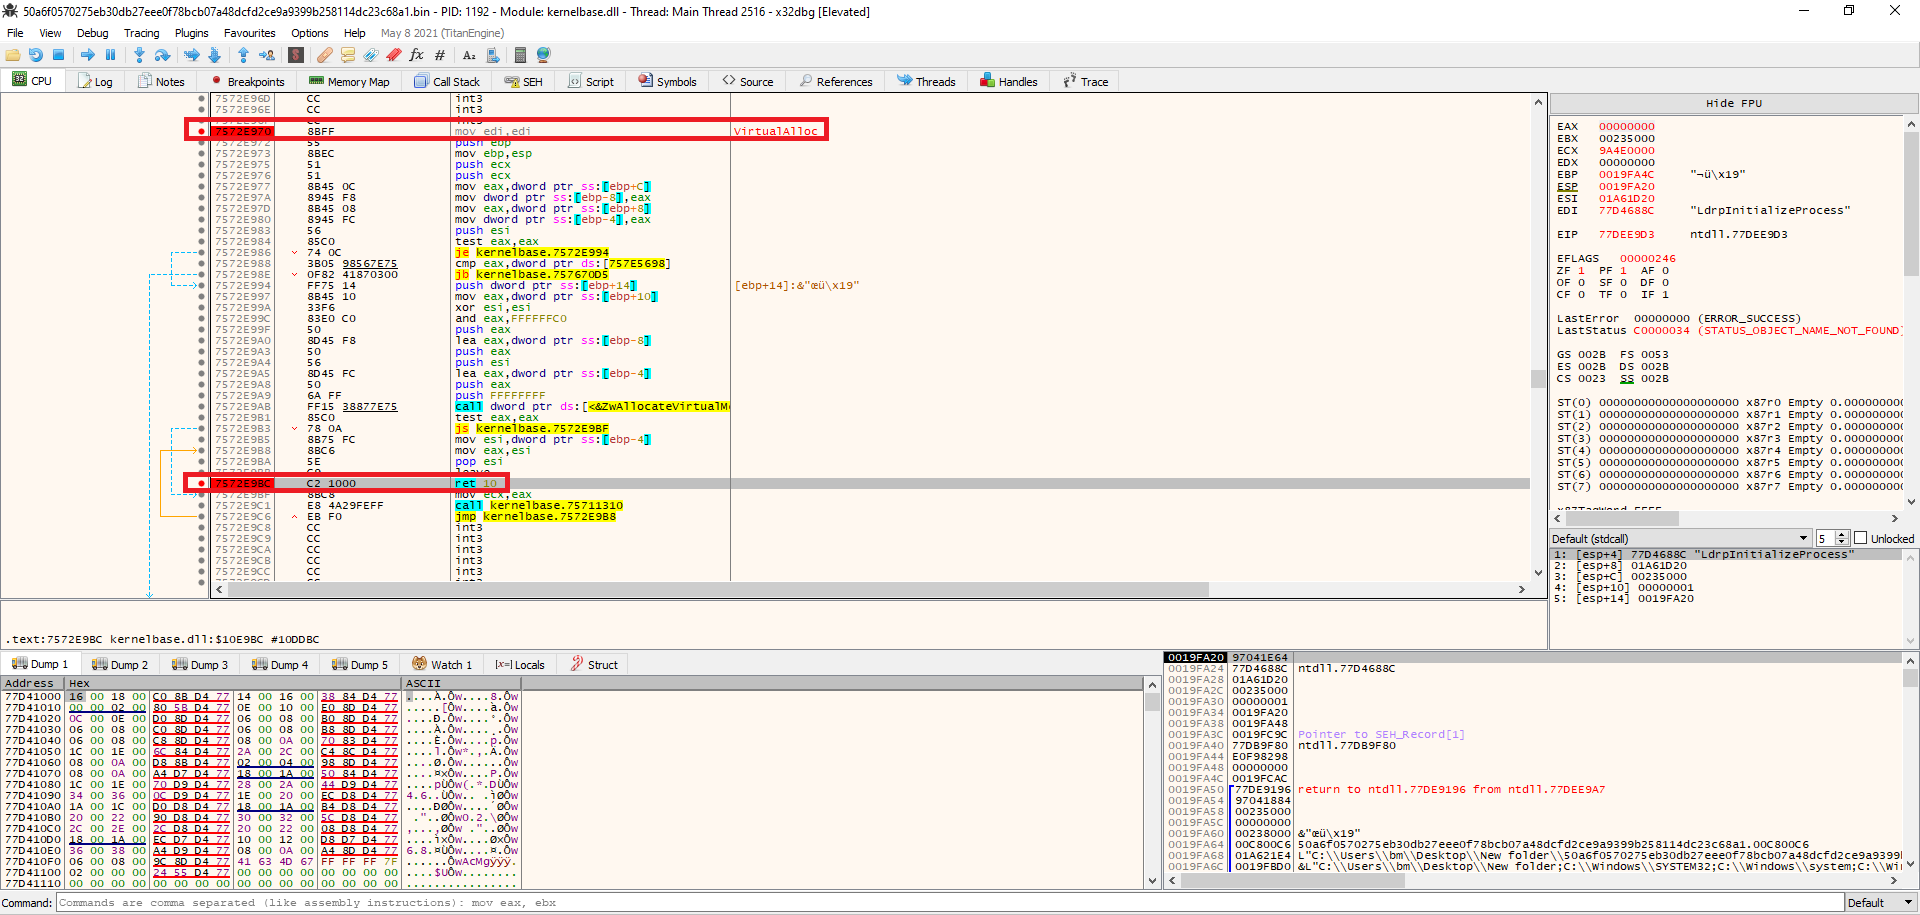 50a6f0570275eb30db27eee0f78bcb07a48dcfd2ce9a9399b258114dc23c68a1.bin - PID: 1192 - Module: kernelbase.dll - Thread: Main Thread 2516 - x32dbg [Elevated]
File View Debug Tracing Plugins Favourites Options Help May 8 2021 (TitanEngine)
CPU Log Notes Breakpoints Memory Map Call Stack SEH Script Symbols Source References Threads Handles Trace
7572E96D CC int3
7572E96E CC int3
7572E970 8BFF mov edi,edi VirtualAlloc
7572E972 55 push ebp
7572E973 8BEC mov ebp,esp
7572E975 51 push ecx
7572E976 51 push ecx
7572E977 8B45 0C mov eax,dword ptr ss:[ebp+C]
7572E97A 8945 F8 mov dword ptr ss:[ebp-8],eax
7572E97D 8B45 08 mov eax,dword ptr ss:[ebp+8]
7572E980 8945 FC mov dword ptr ss:[ebp-4],eax
7572E983 56 push esi
7572E984 85C0 test eax,eax
7572E986 74 0C je kernelbase.7572E994
7572E988 3B05 98567E75 cmp eax,dword ptr ds:[757E5698]
7572E98E 0F82 41870300 jb kernelbase.757670D5
7572E994 FF75 14 push dword ptr ss:[ebp+14] [ebp+14]:&"œü\x19"
7572E997 8B45 10 mov eax,dword ptr ss:[ebp+10]
7572E99A 33F6 xor esi,esi
7572E99C 83E0 C0 and eax,FFFFFFC0
7572E99F 50 push eax
7572E9A0 8D45 F8 lea eax,dword ptr ss:[ebp-8]
7572E9A3 50 push eax
7572E9A4 56 push esi
7572E9A5 8D45 FC lea eax,dword ptr ss:[ebp-4]
7572E9A8 50 push eax
7572E9A9 6A FF push FFFFFFFF
7572E9AB FF15 38877E75 call dword ptr ds:[<&ZwAllocateVirtualM
7572E9B1 85C0 test eax,eax
7572E9B3 78 0A js kernelbase.7572E9BF
7572E9B5 8B75 FC mov esi,dword ptr ss:[ebp-4]
7572E9B8 8BC6 mov eax,esi
7572E9BA 5E pop esi
7572E9BC C2 1000 ret 10
7572E9BF 8BC8 mov ecx,eax
7572E9C1 E8 4A29FEFF call kernelbase.75711310
7572E9C6 EB F0 jmp kernelbase.7572E9B8
7572E9C8 CC int3
7572E9C9 CC int3
7572E9CA CC int3
7572E9CB CC int3
7572E9CC CC int3
Hide FPU
EAX 00000000
EBX 00235000
ECX 9A4E0000
EDX 00000000
EBP 0019FA4C "¬ü\x19"
ESP 0019FA20
ESI 01A61D20
EDI 77D4688C "LdrpInitializeProcess"
EIP 77DEE9D3 ntdll.77DEE9D3
EFLAGS 00000246
ZF 1 PF 1 AF 0
OF 0 SF 0 DF 0
CF 0 TF 0 IF 1
LastError 00000000 (ERROR_SUCCESS)
LastStatus C0000034 (STATUS_OBJECT_NAME_NOT_FOUND)
GS 002B FS 0053
ES 002B DS 002B
CS 0023 SS 002B
ST(0) 00000000000000000000 x87r0 Empty 0.00000000
ST(1) 00000000000000000000 x87r1 Empty 0.00000000
ST(2) 00000000000000000000 x87r2 Empty 0.00000000
ST(3) 00000000000000000000 x87r3 Empty 0.00000000
ST(4) 00000000000000000000 x87r4 Empty 0.00000000
ST(5) 00000000000000000000 x87r5 Empty 0.00000000
ST(6) 00000000000000000000 x87r6 Empty 0.00000000
ST(7) 00000000000000000000 x87r7 Empty 0.00000000
Default (stdcall) 5 Unlocked
1: [esp+4] 77D4688C "LdrpInitializeProcess"
2: [esp+8] 01A61D20
3: [esp+C] 00235000
4: [esp+10] 00000001
5: [esp+14] 0019FA20
.text:7572E9BC kernelbase.dll:$10E9BC #10DDBC
Dump 1 Dump 2 Dump 3 Dump 4 Dump 5 Watch 1 [x=] Locals Struct
Address Hex ASCII
77D41000 16 00 18 00 C0 8B D4 77 14 00 16 00 38 84 D4 77 ....À.Ôw....8.Ôw
77D41010 00 00 02 00 80 5B D4 77 0E 00 10 00 E0 8D D4 77 .....[Ôw....à.Ôw
77D41020 0C 00 0E 00 D0 8D D4 77 06 00 08 00 B0 8D D4 77 ....Ð.Ôw....°.Ôw
77D41030 06 00 08 00 C0 8D D4 77 06 00 08 00 B8 8D D4 77 ....À.Ôw....¸.Ôw
77D41040 06 00 08 00 C8 8D D4 77 08 00 0A 00 70 83 D4 77 ....È.Ôw....p.Ôw
77D41050 1C 00 1E 00 6C 84 D4 77 2A 00 2C 00 C4 8C D4 77 ....l.Ôw*.,.Ä.Ôw
77D41060 08 00 0A 00 D8 8B D4 77 02 00 04 00 98 8D D4 77 ....Ø.Ôw......Ôw
77D41070 08 00 0A 00 A4 D7 D4 77 18 00 1A 00 50 84 D4 77 ....¤×Ôw....P.Ôw
77D41080 1C 00 1E 00 70 D9 D4 77 28 00 2A 00 44 D9 D4 77 ....pÙÔw(.*.DÙÔw
77D41090 34 00 36 00 0C D9 D4 77 1E 00 20 00 EC D8 D4 77 4.6..ÙÔw.. .ìØÔw
77D410A0 1A 00 1C 00 D0 D8 D4 77 18 00 1A 00 B4 D8 D4 77 ....ÐØÔw....´ØÔw
77D410B0 20 00 22 00 90 D8 D4 77 30 00 32 00 5C D8 D4 77 ."..ØÔw0.2.\ØÔw
77D410C0 2C 00 2E 00 2C D8 D4 77 20 00 22 00 08 D8 D4 77 ,...,ØÔw ."..ØÔw
77D410D0 18 00 1A 00 EC D7 D4 77 10 00 12 00 D8 D7 D4 77 ....ì×Ôw....Ø×Ôw
77D410E0 36 00 38 00 A4 D9 D4 77 08 00 0A 00 A4 8D D4 77 6.8.¤ÙÔw....¤.Ôw
77D410F0 06 00 08 00 9C 8D D4 77 41 63 4D 67 FF FF FF 7F ......ÔwAcMgÿÿÿ.
77D41100 02 00 00 00 24 55 D4 77 00 00 00 00 00 00 00 00 ....$UÔw........
77D41110 00 00 00 00 00 00 00 00 00 00 00 00 00 00 00 00 ................
0019FA20 97041E64
0019FA24 77D4688C ntdll.77D4688C
0019FA28 01A61D20
0019FA2C 00235000
0019FA30 00000001
0019FA34 0019FA20
0019FA38 0019FA48
0019FA3C 0019FC9C Pointer to SEH_Record[1]
0019FA40 77DB9F80 ntdll.77DB9F80
0019FA44 E0F98298
0019FA48 00000000
0019FA4C 0019FCAC
0019FA50 77DE9196 return to ntdll.77DE9196 from ntdll.77DEE9A7
0019FA54 97041884
0019FA58 00235000
0019FA5C 00000000
0019FA60 00238000 &"œü\x19"
0019FA64 00C800C6 50a6f0570275eb30db27eee0f78bcb07a48dcfd2ce9a9399b258114dc23c68a1.00C800C6
0019FA68 01A621E4 L"C:\\Users\\bm\\Desktop\\New folder\\50a6f0570275eb30db27eee0f78bcb07a48dcfd2ce9a9399b
0019FA6C 0019FBD0 &L"C:\\Users\\bm\\Desktop\\New folder;C:\\Windows\\SYSTEM32;C:\\Windows\\system;C:\\Wi
Command: Commands are comma separated (like assembly instructions): mov eax, ebx Default